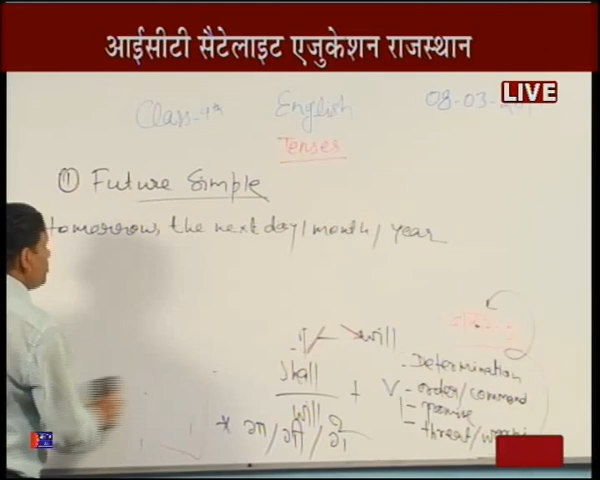 आईसीटी सैटेलाइट एजुकेशन राजस्थान
LIVE
Class-4th English 08-03-
Tenses
① Future Simple
tomorrow, the next day/month/year
I will
shall
will
+ V
- Determination
- order/command
- promise
- threat/
* गा/गी/गे